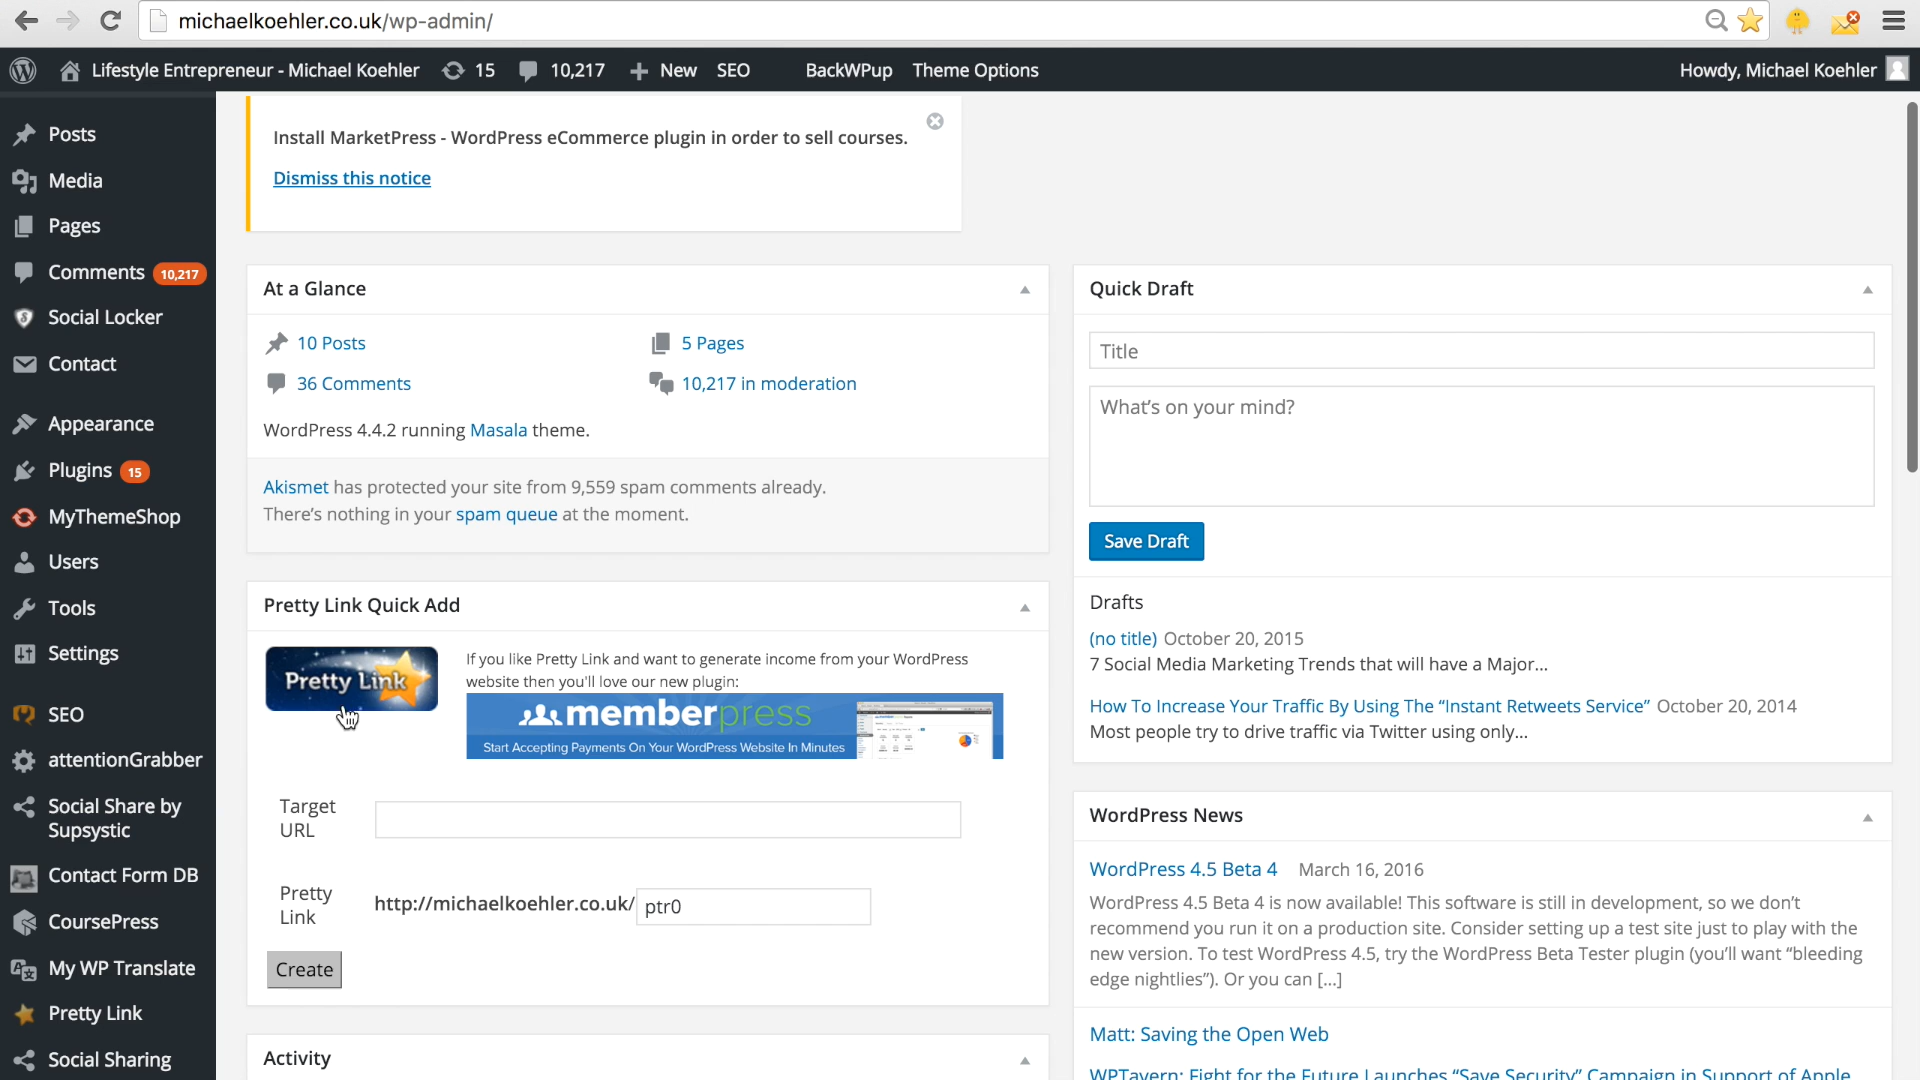 michaelkoehler.co.uk/wp-admin/
Lifestyle Entrepreneur - Michael Koehler
15
10,217
New
SEO
BackWPup
Theme Options
Howdy, Michael Koehler
Posts
Media
Pages
Comments 10,217
Social Locker
Contact
Appearance
Plugins 15
MyThemeShop
Users
Tools
Settings
SEO
attentionGrabber
Social Share by
Supsystic
Contact Form DB
CoursePress
My WP Translate
Pretty Link
Social Sharing
Install MarketPress - WordPress eCommerce plugin in order to sell courses.
Dismiss this notice
At a Glance
10 Posts
5 Pages
36 Comments
10,217 in moderation
WordPress 4.4.2 running Masala theme.
Akismet has protected your site from 9,559 spam comments already.
There's nothing in your spam queue at the moment.
Pretty Link Quick Add
Pretty Link
If you like Pretty Link and want to generate income from your WordPress
website then you'll love our new plugin:
memberpress
Start Accepting Payments On Your WordPress Website In Minutes
Target
URL
Pretty
Link
http://michaelkoehler.co.uk/
ptr0
Create
Activity
Quick Draft
Title
What's on your mind?
Save Draft
Drafts
(no title) October 20, 2015
7 Social Media Marketing Trends that will have a Major...
How To Increase Your Traffic By Using The “Instant Retweets Service” October 20, 2014
Most people try to drive traffic via Twitter using only...
WordPress News
WordPress 4.5 Beta 4 March 16, 2016
WordPress 4.5 Beta 4 is now available! This software is still in development, so we don't
recommend you run it on a production site. Consider setting up a test site just to play with the
new version. To test WordPress 4.5, try the WordPress Beta Tester plugin (you'll want “bleeding
edge nightlies”). Or you can [...]
Matt: Saving the Open Web
WPTavern: Fight for the Future Launches “Save Security” Campaign in Support of Apple